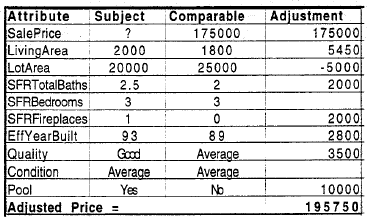 Attribute Subject Comparable Adjustment
SalePrice ? 175000 175000
LivingArea 2000 1800 5450
LotArea 20000 25000 -5000
SFRTotalBaths 2.5 2 2000
SFRBedrooms 3 3
SFRFireplaces 1 0 2000
EffYearBuilt 93 89 2800
Quality Good Average 3500
Condition Average Average
Pool Yes No 10000
Adjusted Price = 195750